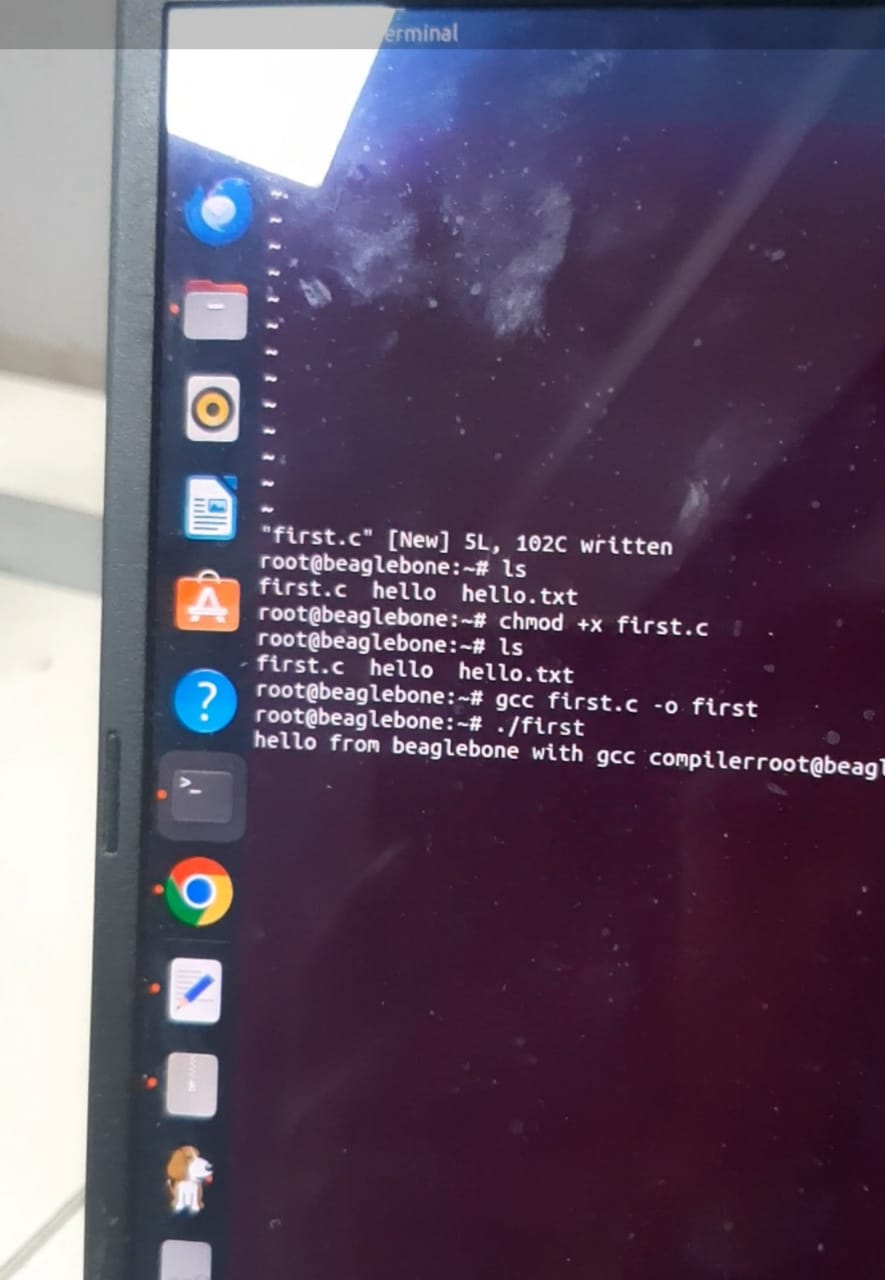 erminal
~
~
~
~
~
~
~
~
~
~
~
~
~
"first.c" [New] 5L, 102C written
root@beaglebone:~# ls
first.c  hello  hello.txt
root@beaglebone:~# chmod +x first.c
root@beaglebone:~# ls
first.c  hello  hello.txt
root@beaglebone:~# gcc first.c -o first
root@beaglebone:~# ./first
hello from beaglebone with gcc compilerroot@beagl